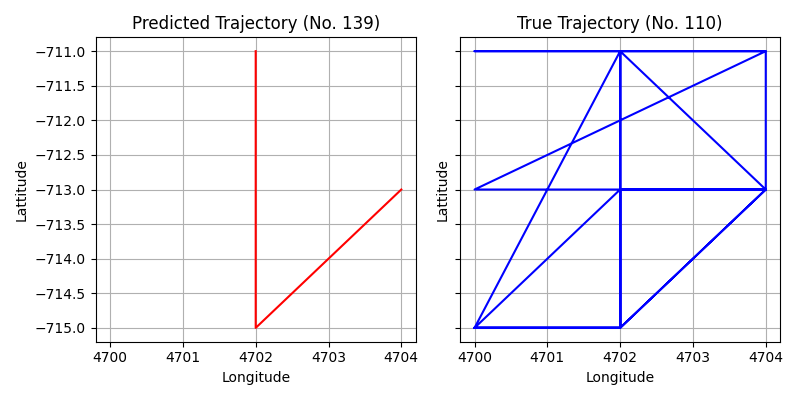 Predicted Trajectory (No. 139)
True Trajectory (No. 110)
−711.0
−711.5
−712.0
−712.5
−713.0
−713.5
−714.0
−714.5
−715.0
Lattitude
Lattitude
4700 4701 4702 4703 4704
4700 4701 4702 4703 4704
Longitude
Longitude